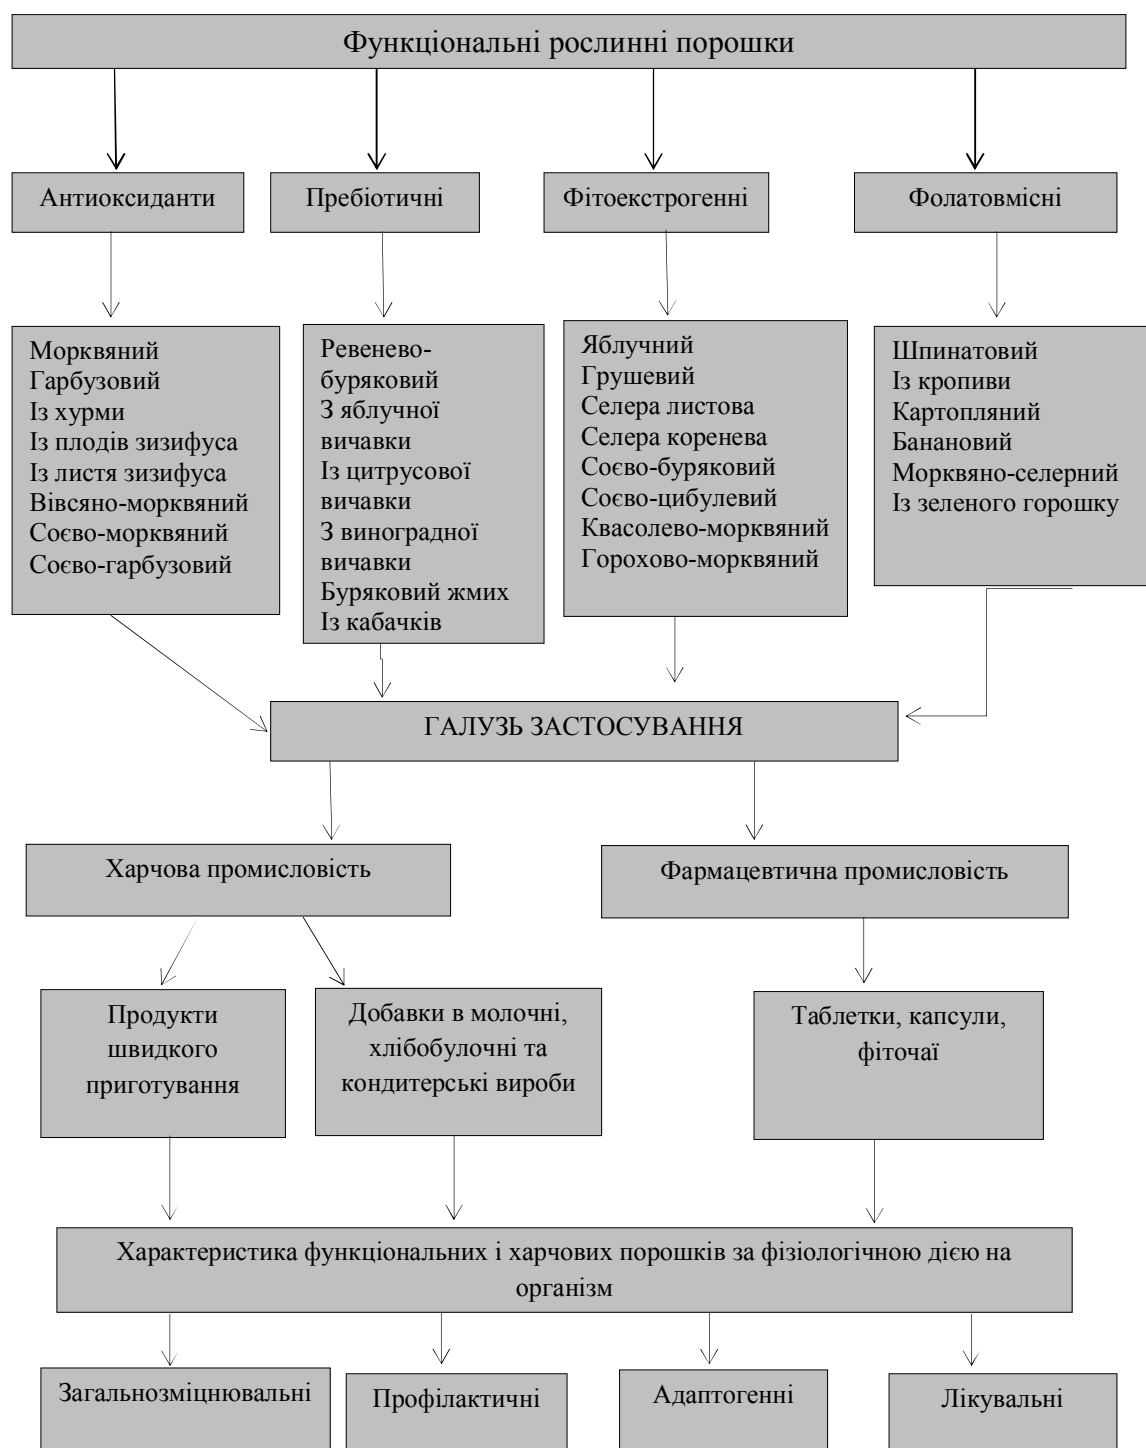 Функціональні рослинні порошки
Антиоксиданти
Пребіотичні
Фітоекстрогенні
Фолатовмісні
Морквяний
Гарбузовий
Із хурми
Із плодів зизифуса
Із листя зизифуса
Вівсяно-морквяний
Соєво-морквяний
Соєво-гарбузовий
Ревенево-
буряковий
З яблучної
вичавки
Із цитрусової
вичавки
З виноградної
вичавки
Буряковий жмих
Із кабачків
Яблучний
Грушевий
Селера листова
Селера коренева
Соєво-буряковий
Соєво-цибулевий
Квасолево-морквяний
Горохово-морквяний
Шпинатовий
Із кропиви
Картопляний
Банановий
Морквяно-селерний
Із зеленого горошку
ГАЛУЗЬ ЗАСТОСУВАННЯ
Харчова промисловість
Фармацевтична промисловість
Продукти
швидкого
приготування
Добавки в молочні,
хлібобулочні та
кондитерські вироби
Таблетки, капсули,
фіточаї
Характеристика функціональних і харчових порошків за фізіологічною дією на
організм
Загальнозміцнювальні
Профілактичні
Адаптогенні
Лікувальні